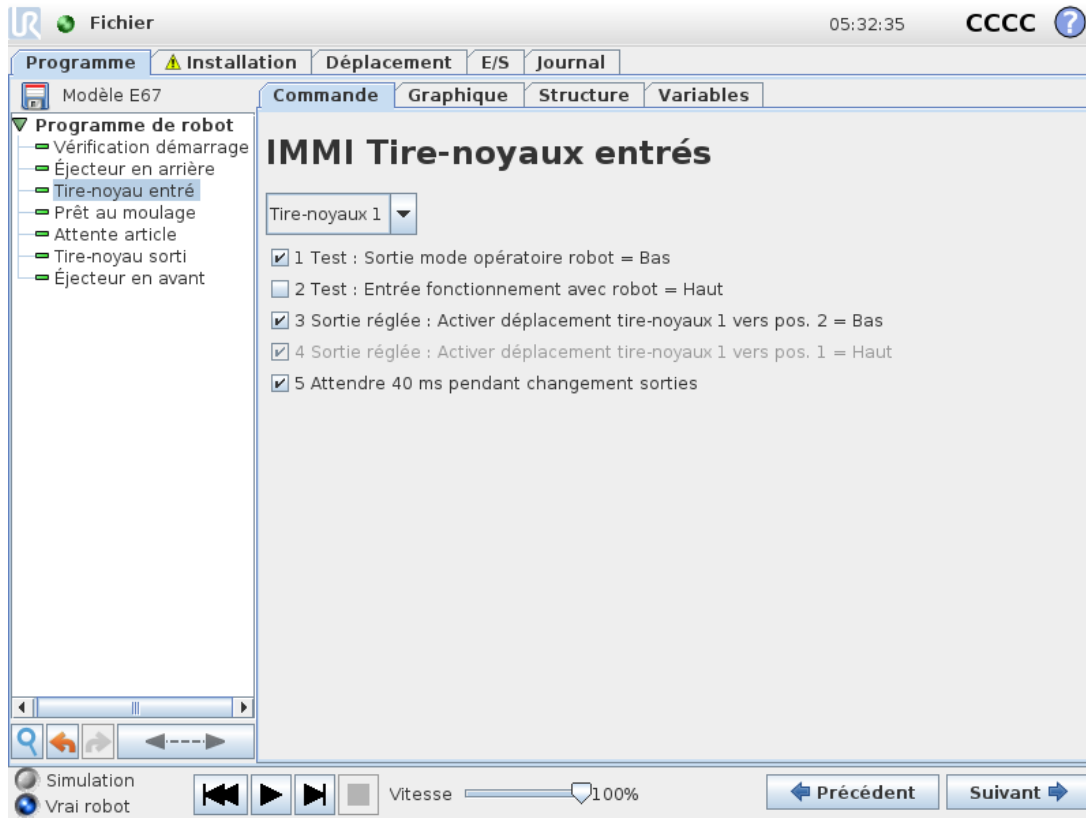 UR Fichier 05:32:35 CCCC ?
Programme Installation Déplacement E/S Journal
Modèle E67 Commande Graphique Structure Variables
Programme de robot
Vérification démarrage
Éjecteur en arrière
Tire-noyau entré
Prêt au moulage
Attente article
Tire-noyau sorti
Éjecteur en avant
IMMI Tire-noyaux entrés
Tire-noyaux 1
1 Test : Sortie mode opératoire robot = Bas
2 Test : Entrée fonctionnement avec robot = Haut
3 Sortie réglée : Activer déplacement tire-noyaux 1 vers pos. 2 = Bas
4 Sortie réglée : Activer déplacement tire-noyaux 1 vers pos. 1 = Haut
5 Attendre 40 ms pendant changement sorties
Simulation
Vrai robot
Vitesse 100% Précédent Suivant